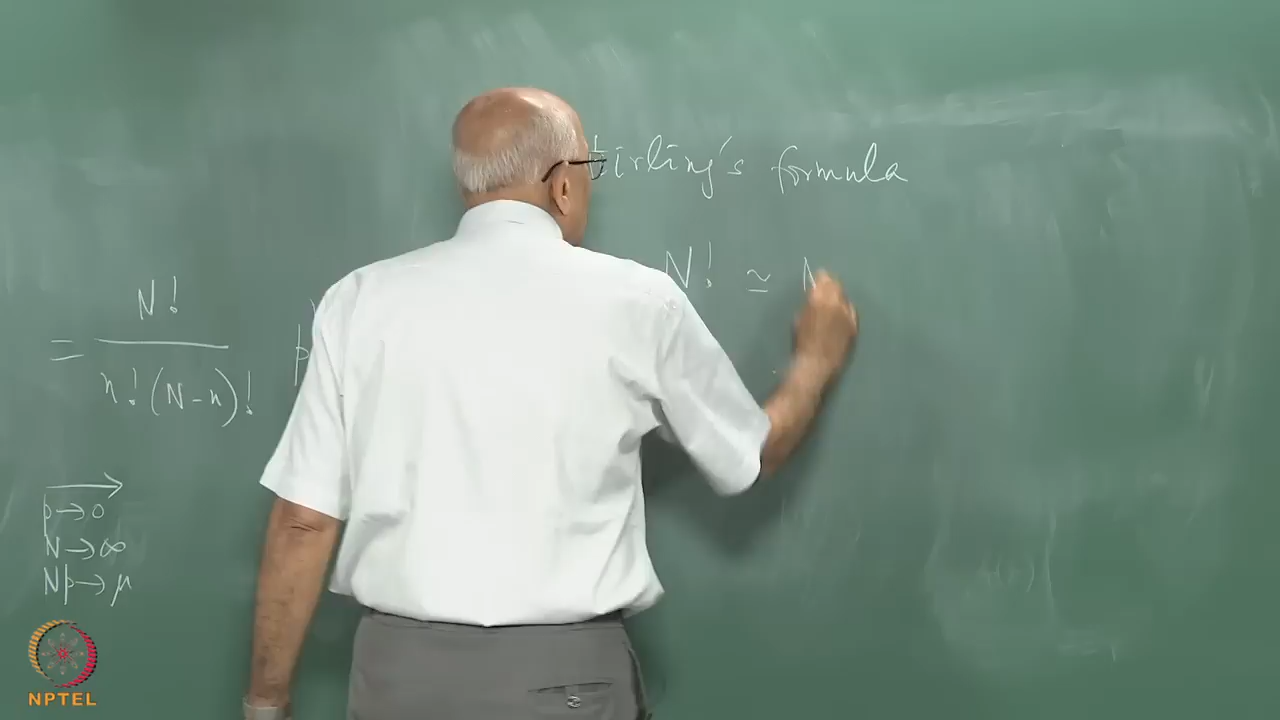 tirling's formula
N! ≃ N
= N! / n! (N-n)! p
p → 0
N → ∞
Np → μ
NPTEL